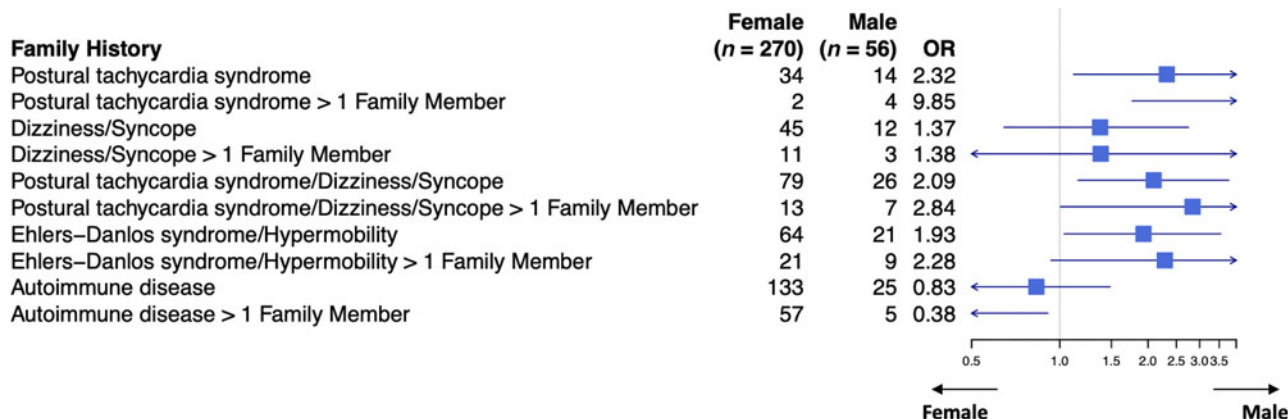 Female Male
Family History (n = 270) (n = 56) OR
Postural tachycardia syndrome 34 14 2.32
Postural tachycardia syndrome > 1 Family Member 2 4 9.85
Dizziness/Syncope 45 12 1.37
Dizziness/Syncope > 1 Family Member 11 3 1.38
Postural tachycardia syndrome/Dizziness/Syncope 79 26 2.09
Postural tachycardia syndrome/Dizziness/Syncope > 1 Family Member 13 7 2.84
Ehlers−Danlos syndrome/Hypermobility 64 21 1.93
Ehlers−Danlos syndrome/Hypermobility > 1 Family Member 21 9 2.28
Autoimmune disease 133 25 0.83
Autoimmune disease > 1 Family Member 57 5 0.38
0.5 1.0 1.5 2.0 2.5 3.0 3.5
Female Male